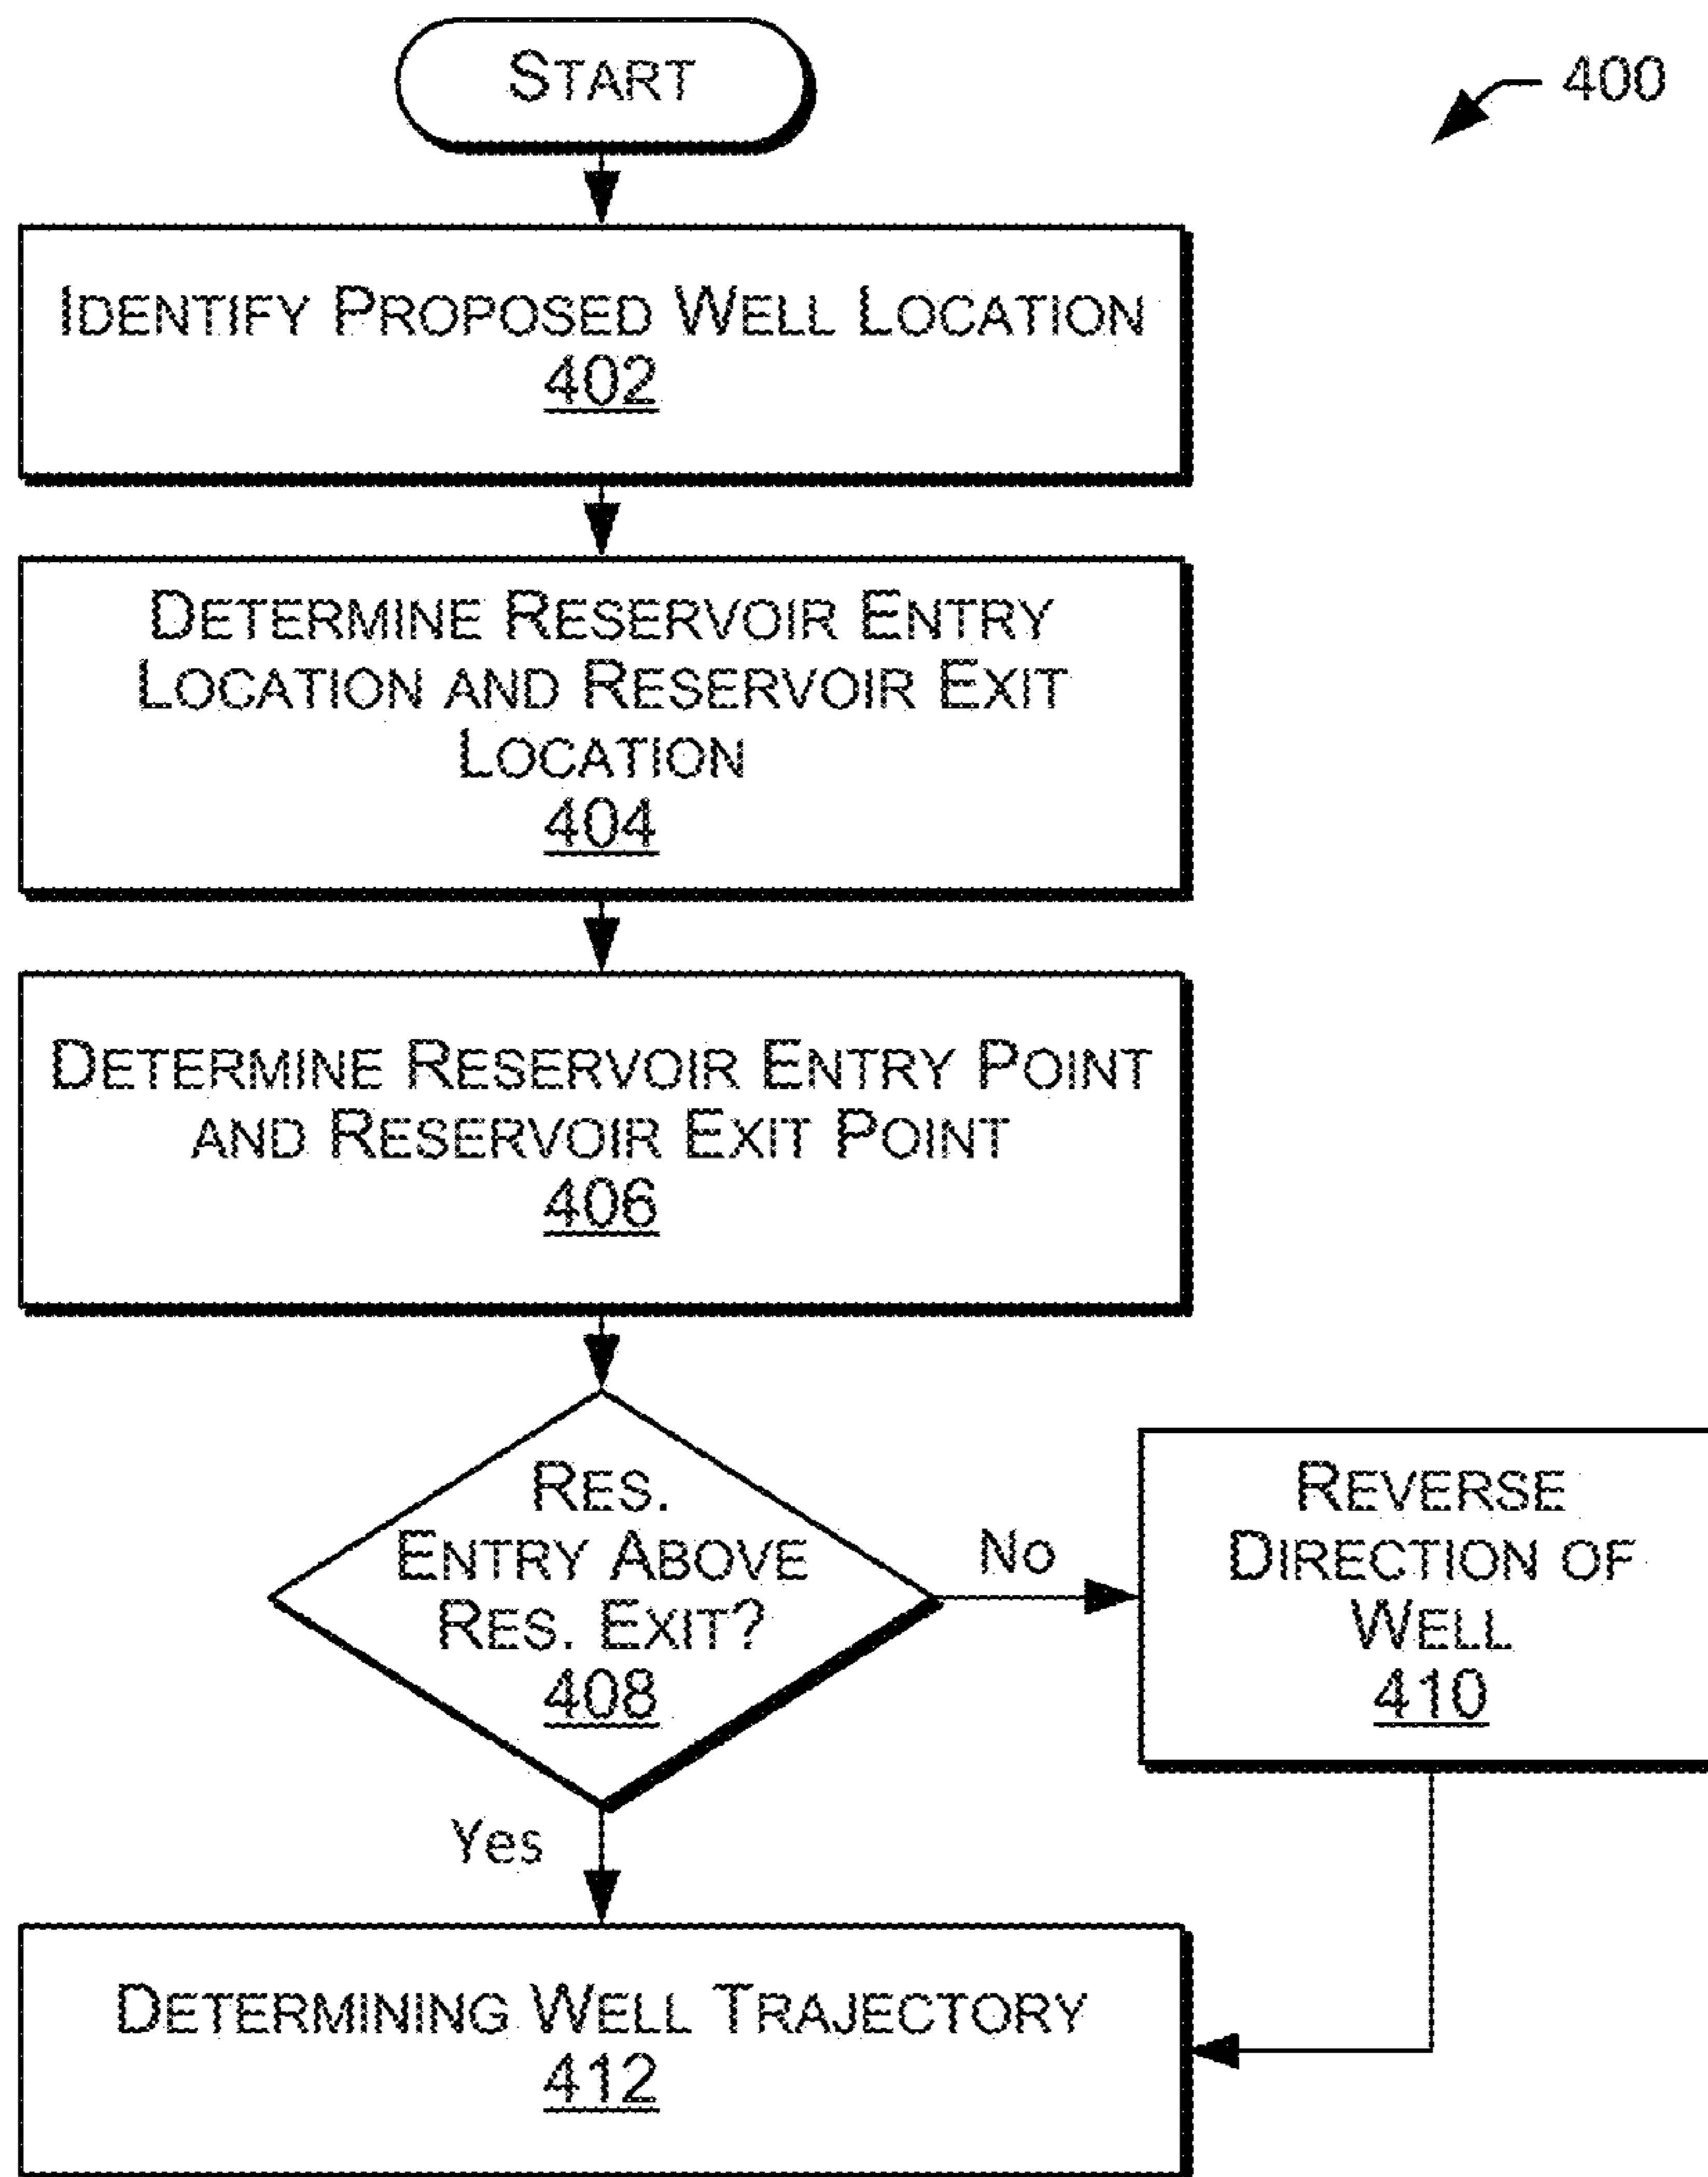 START
400
IDENTIFY PROPOSED WELL LOCATION
402
DETERMINE RESERVOIR ENTRY
LOCATION AND RESERVOIR EXIT
LOCATION
404
DETERMINE RESERVOIR ENTRY POINT
AND RESERVOIR EXIT POINT
406
RES.
ENTRY ABOVE
RES. EXIT?
408
No
REVERSE
DIRECTION OF
WELL
410
Yes
DETERMINING WELL TRAJECTORY
412